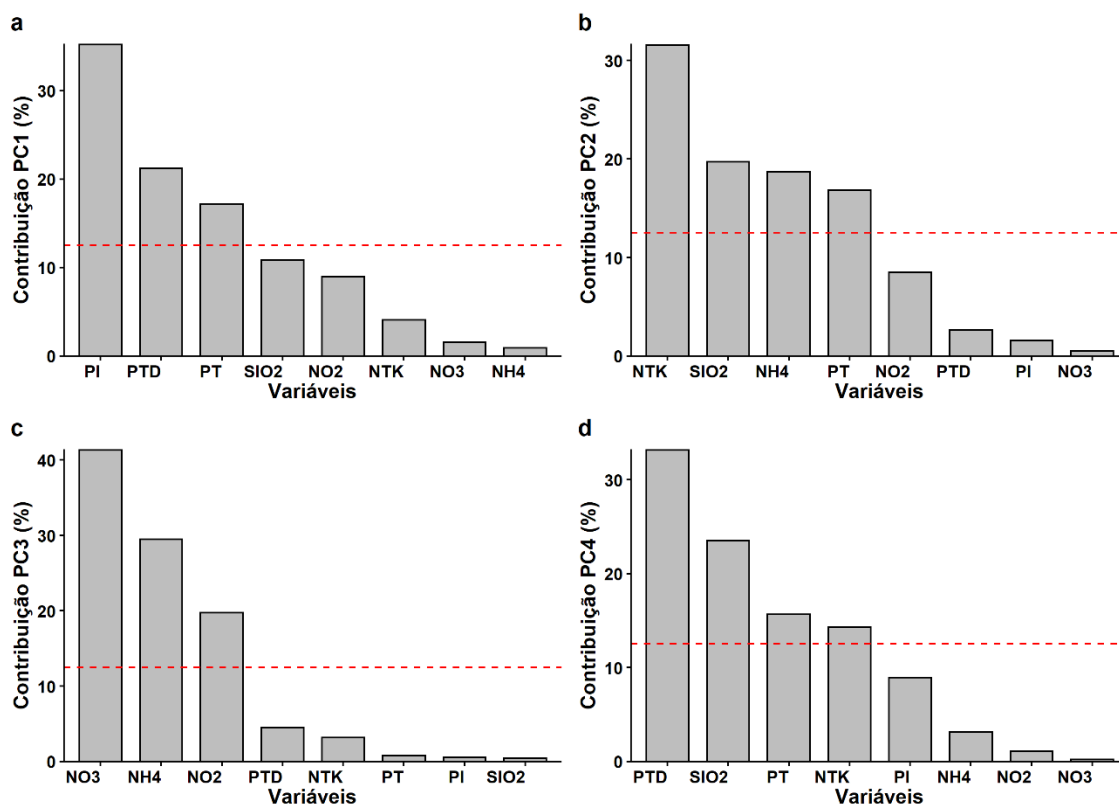 a
Contribuição PC1 (%)
30
20
10
0
PI PTD PT SIO2 NO2 NTK NO3 NH4
Variáveis
b
Contribuição PC2 (%)
30
20
10
0
NTK SIO2 NH4 PT NO2 PTD PI NO3
Variáveis
c
Contribuição PC3 (%)
40
30
20
10
0
NO3 NH4 NO2 PTD NTK PT PI SIO2
Variáveis
d
Contribuição PC4 (%)
30
20
10
0
PTD SIO2 PT NTK PI NH4 NO2 NO3
Variáveis